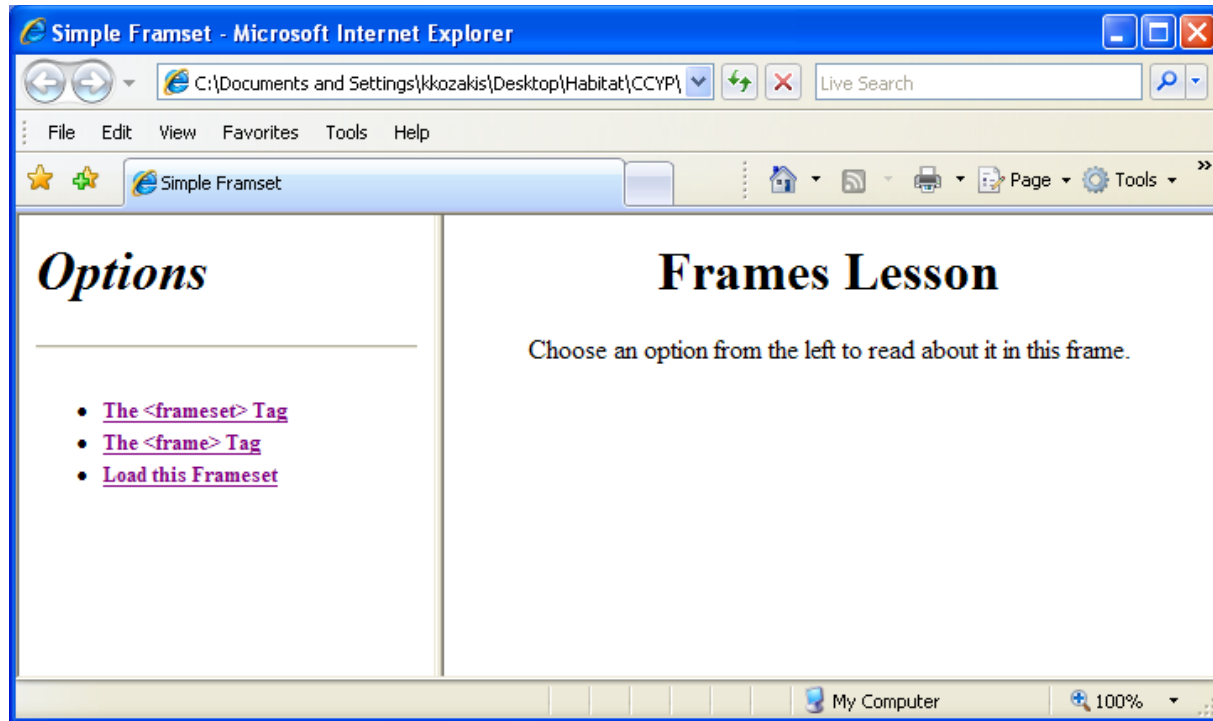 Simple Framset - Microsoft Internet Explorer
C:\Documents and Settings\kkozakis\Desktop\Habitat\CCYP\
Live Search
File Edit View Favorites Tools Help
Simple Framset
Page Tools »
Options
The <frameset> Tag
The <frame> Tag
Load this Frameset
Frames Lesson
Choose an option from the left to read about it in this frame.
My Computer
100%